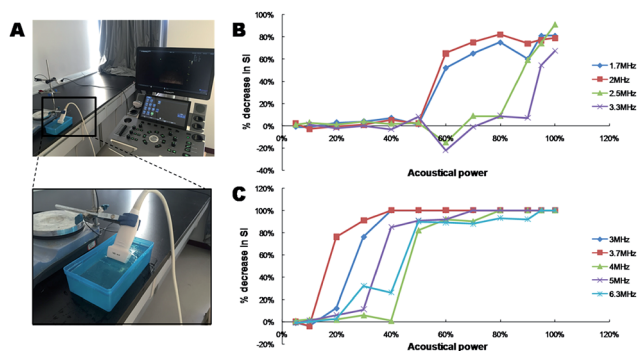 A
B
% decrease in SI
100%
80%
60%
40%
20%
0%
-20%
-40%
0% 20% 40% 60% 80% 100% 120%
Acoustical power
1.7MHz
2MHz
2.5MHz
3.3MHz
C
% decrease in SI
120%
100%
80%
60%
40%
20%
0%
-20%
0% 20% 40% 60% 80% 100% 120%
Acoustical power
3MHz
3.7MHz
4MHz
5MHz
6.3MHz